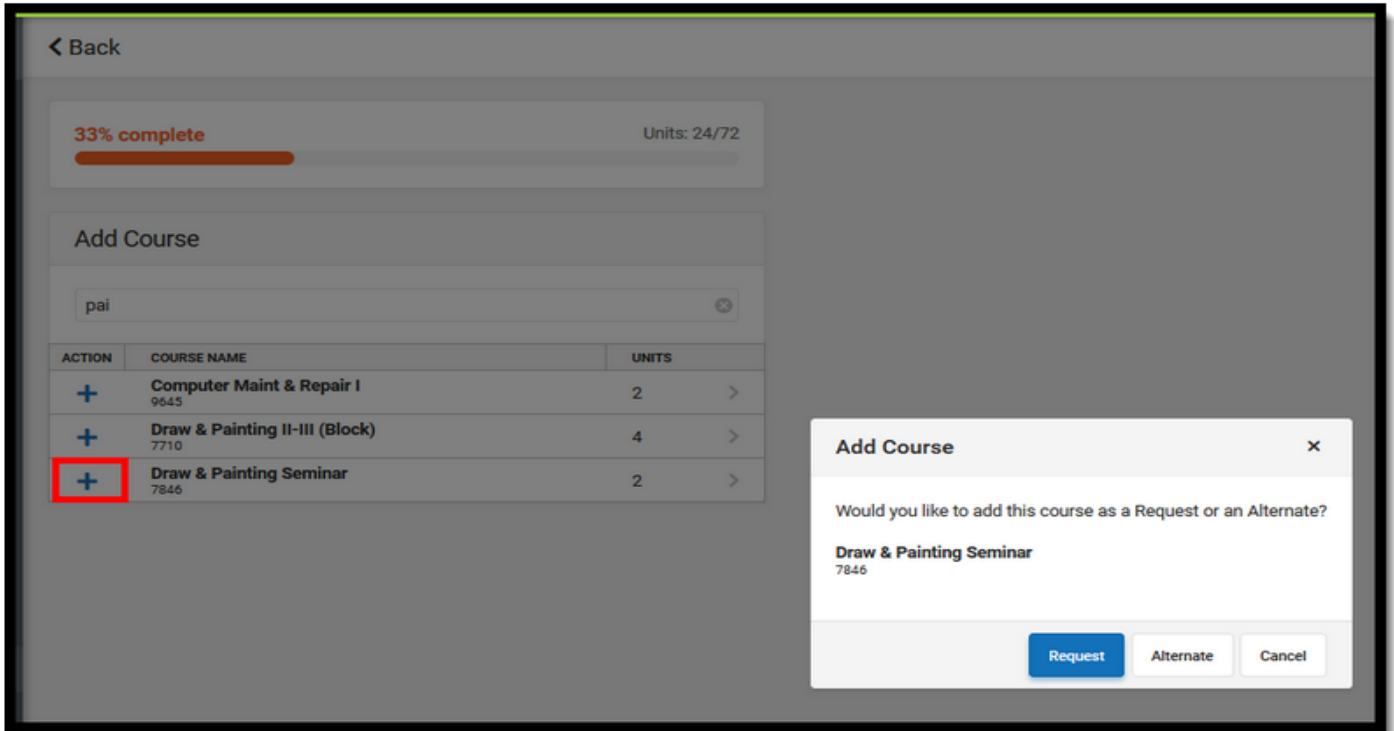 Back
33% complete Units: 24/72
Add Course
pai
ACTION COURSE NAME UNITS
Computer Maint & Repair I 2
9645
Draw & Painting II-III (Block) 4
7710
Draw & Painting Seminar 2
7846
Add Course
Would you like to add this course as a Request or an Alternate?
Draw & Painting Seminar
7846
Request Alternate Cancel